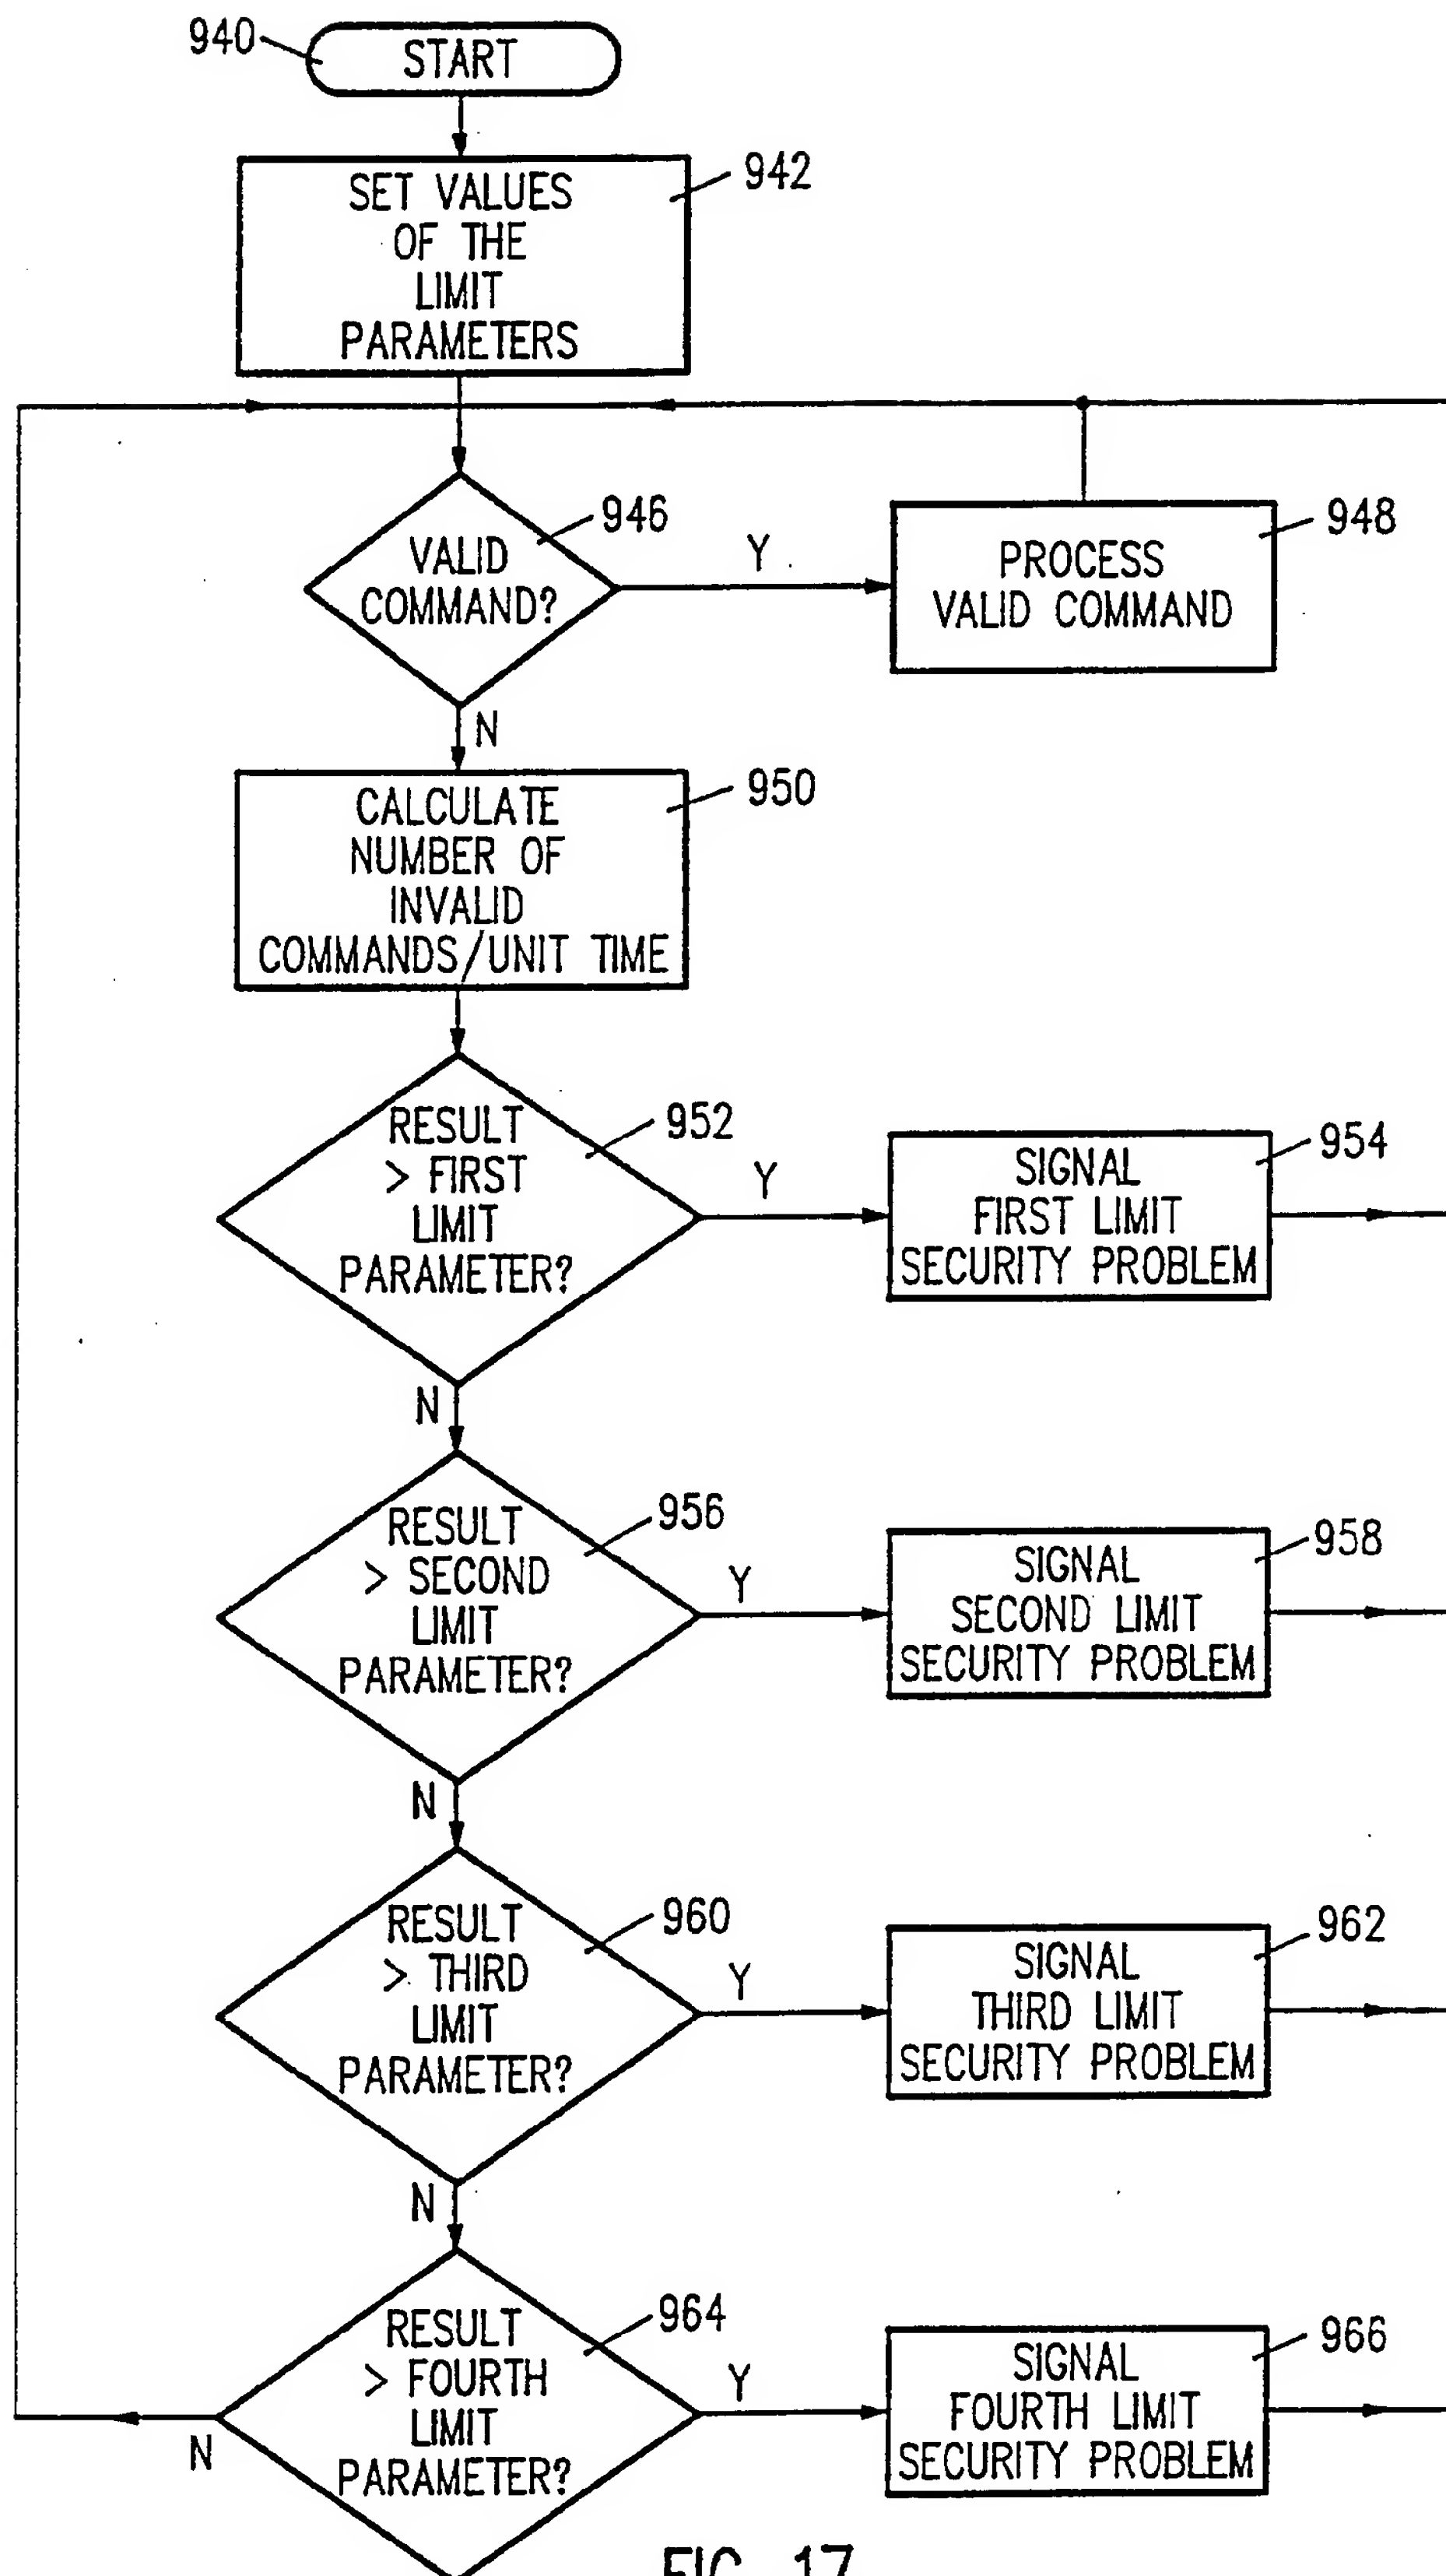 940
START
942
SET VALUES
OF THE
LIMIT
PARAMETERS
946
VALID
COMMAND?
Y
948
PROCESS
VALID COMMAND
N
950
CALCULATE
NUMBER OF
INVALID
COMMANDS/UNIT TIME
952
RESULT
> FIRST
LIMIT
PARAMETER?
Y
954
SIGNAL
FIRST LIMIT
SECURITY PROBLEM
N
956
RESULT
> SECOND
LIMIT
PARAMETER?
Y
958
SIGNAL
SECOND LIMIT
SECURITY PROBLEM
N
960
RESULT
> THIRD
LIMIT
PARAMETER?
Y
962
SIGNAL
THIRD LIMIT
SECURITY PROBLEM
N
964
RESULT
> FOURTH
LIMIT
PARAMETER?
Y
966
SIGNAL
FOURTH LIMIT
SECURITY PROBLEM
N
FIG. 17